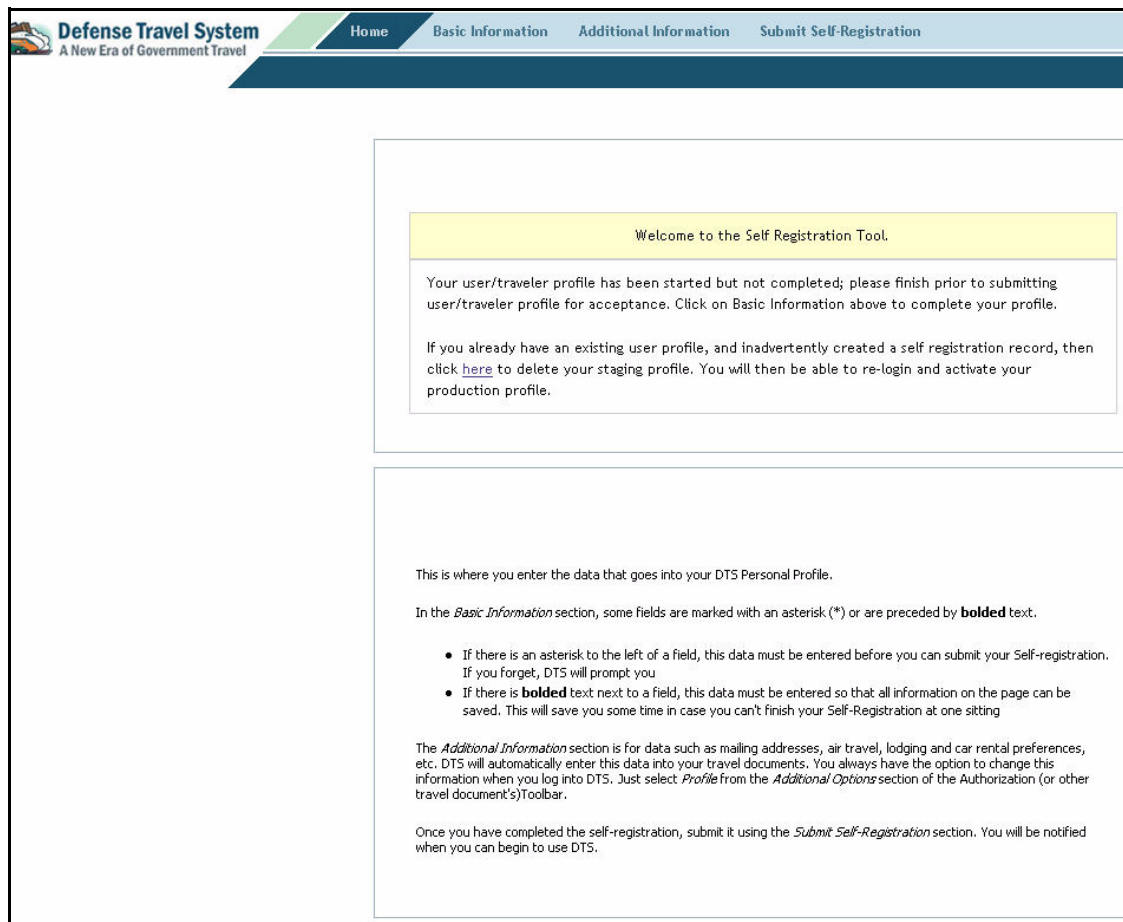 Defense Travel System
A New Era of Government Travel
Home Basic Information Additional Information Submit Self-Registration
Welcome to the Self Registration Tool.
Your user/traveler profile has been started but not completed; please finish prior to submitting
user/traveler profile for acceptance. Click on Basic Information above to complete your profile.
If you already have an existing user profile, and inadvertently created a self registration record, then
click here to delete your staging profile. You will then be able to re-login and activate your
production profile.
This is where you enter the data that goes into your DTS Personal Profile.
In the Basic Information section, some fields are marked with an asterisk (*) or are preceded by bolded text.
● If there is an asterisk to the left of a field, this data must be entered before you can submit your Self-registration.
If you forget, DTS will prompt you
● If there is bolded text next to a field, this data must be entered so that all information on the page can be
saved. This will save you some time in case you can't finish your Self-Registration at one sitting
The Additional Information section is for data such as mailing addresses, air travel, lodging and car rental preferences,
etc. DTS will automatically enter this data into your travel documents. You always have the option to change this
information when you log into DTS. Just select Profile from the Additional Options section of the Authorization (or other
travel document's)Toolbar.
Once you have completed the self-registration, submit it using the Submit Self-Registration section. You will be notified
when you can begin to use DTS.